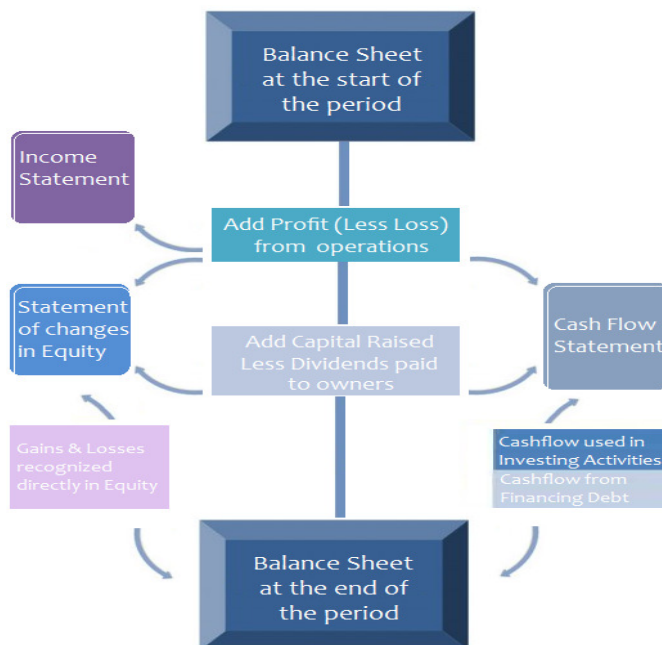 Balance Sheet
at the start of
the period
Income
Statement
Add Profit (Less Loss)
from operations
Statement
of changes
in Equity
Add Capital Raised
Less Dividends paid
to owners
Cash Flow
Statement
Gains & Losses
recognized
directly in Equity
Cashflow used in
Investing Activities
Cashflow from
Financing Debt
Balance Sheet
at the end of
the period